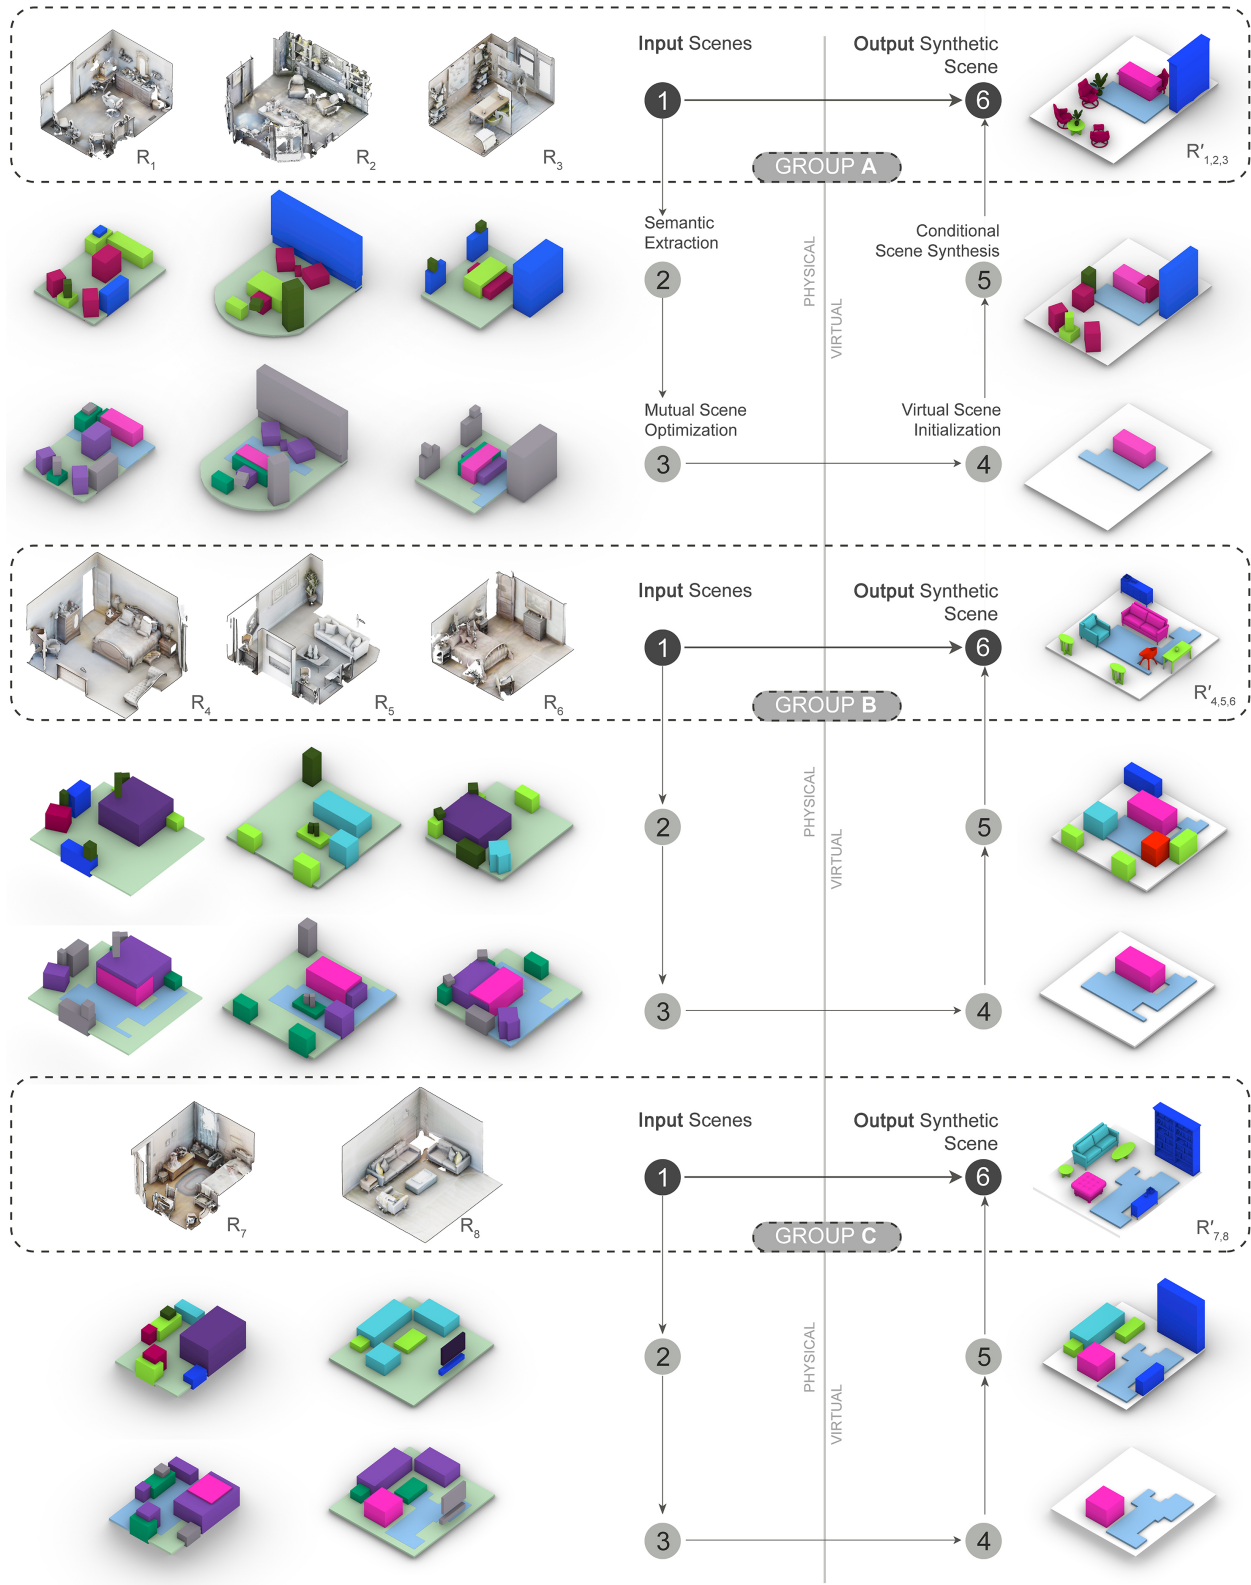 Input Scenes
Output Synthetic
Scene
1
6
R1
R2
R3
R′1,2,3
GROUP A
Semantic
Extraction
2
Conditional
Scene Synthesis
5
PHYSICAL
VIRTUAL
Mutual Scene
Optimization
3
Virtual Scene
Initialization
4
Input Scenes
Output Synthetic
Scene
1
6
R4
R5
R6
R′4,5,6
GROUP B
PHYSICAL
VIRTUAL
2
5
3
4
Input Scenes
Output Synthetic
Scene
1
6
R7
R8
R′7,8
GROUP C
PHYSICAL
VIRTUAL
2
5
3
4